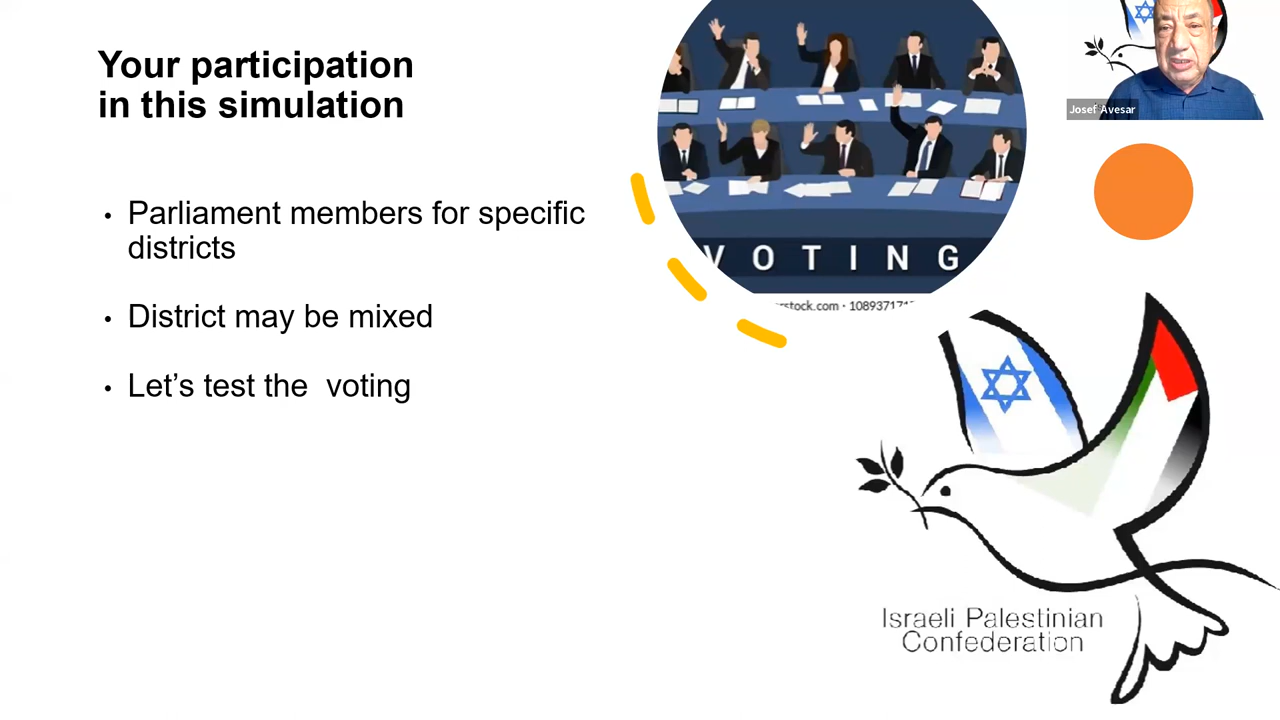 Your participation
in this simulation
Parliament members for specific
districts
District may be mixed
Let’s test the  voting
VOTING
Josef Avesar
Israeli Palestinian
Confederation